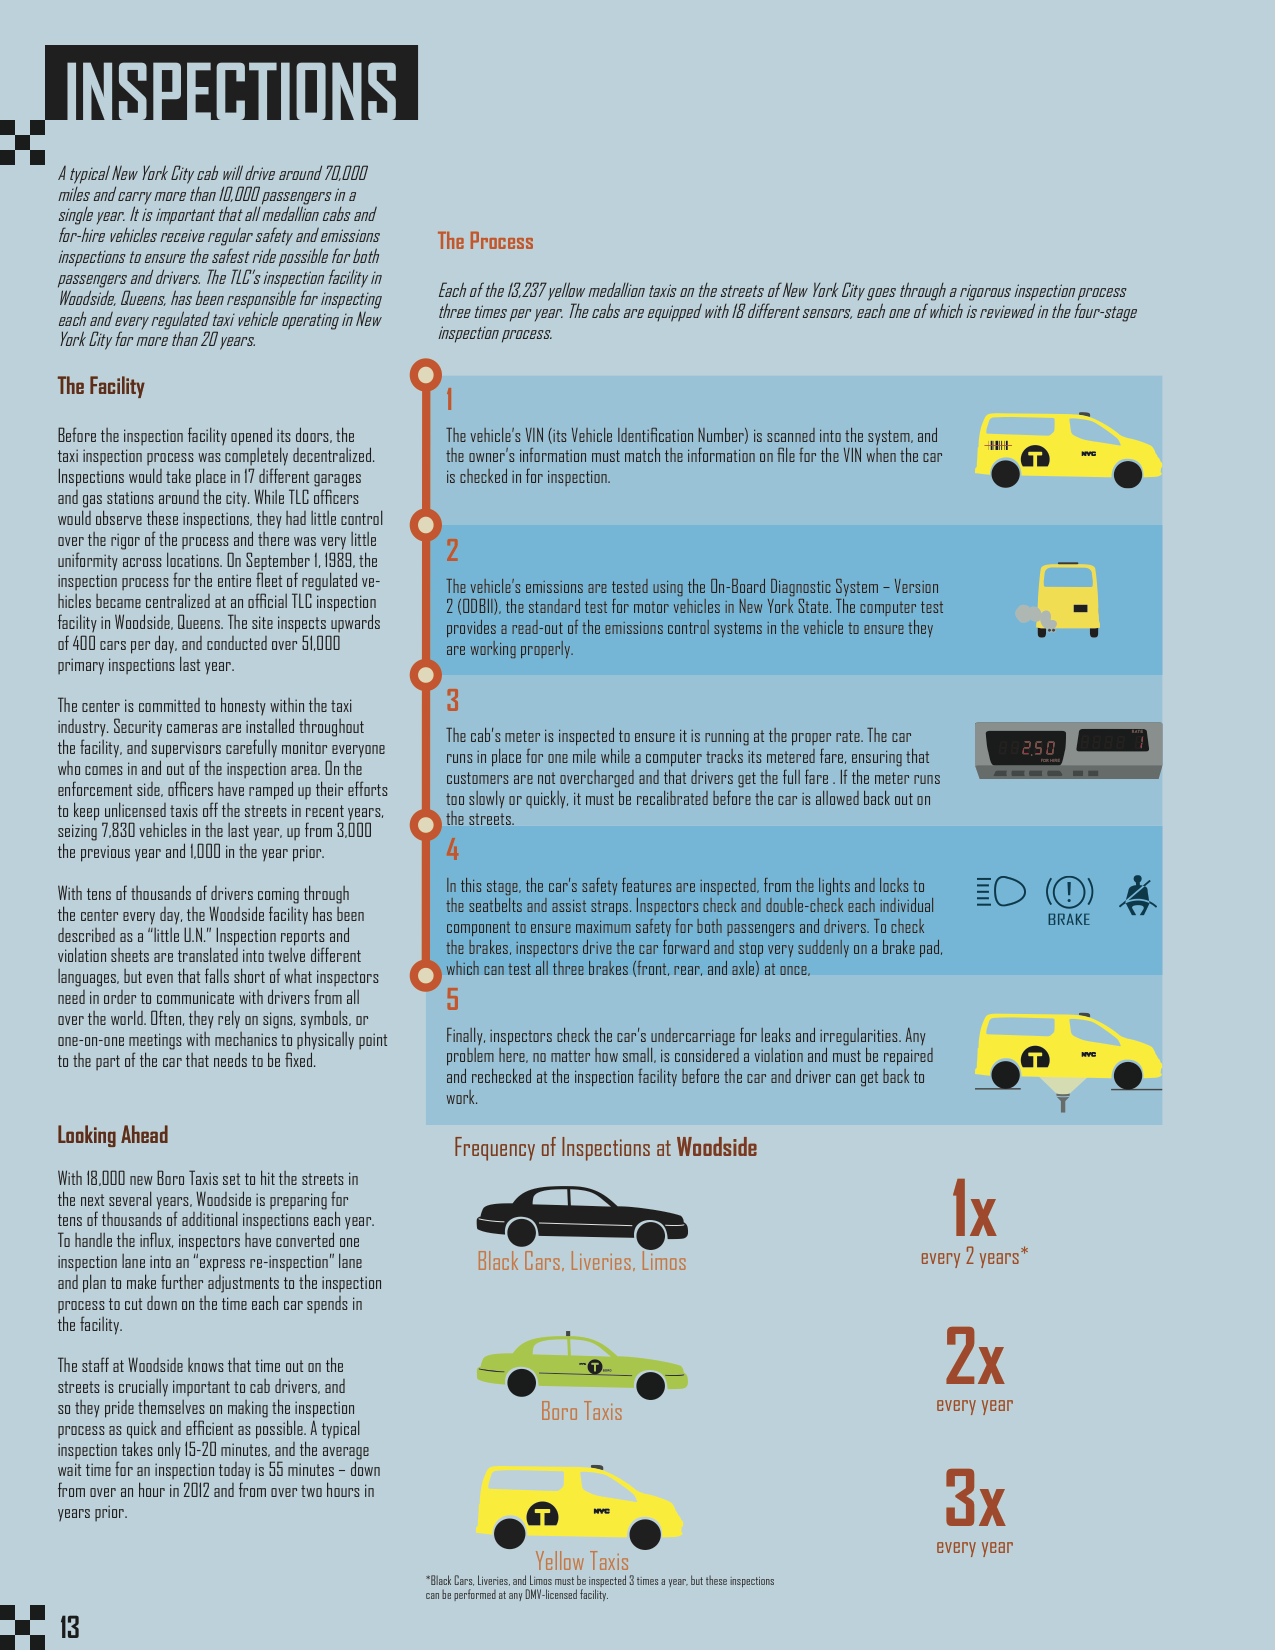 INSPECTIONS
A typical New York City cab will drive around 70,000
miles and carry more than 10,000 passengers in a
single year. It is important that all medallion cabs and
for-hire vehicles receive regular safety and emissions
inspections to ensure the safest ride possible for both
passengers and drivers. The TLC's inspection facility in
Woodside, Queens, has been responsible for inspecting
each and every regulated taxi vehicle operating in New
York City for more than 20 years.
The Facility
Before the inspection facility opened its doors, the
taxi inspection process was completely decentralized.
Inspections would take place in 17 different garages
and gas stations around the city. While TLC officers
would observe these inspections, they had little control
over the rigor of the process and there was very little
uniformity across locations. On September 1, 1989, the
inspection process for the entire fleet of regulated ve-
hicles became centralized at an official TLC inspection
facility in Woodside, Queens. The site inspects upwards
of 400 cars per day, and conducted over 51,000
primary inspections last year.
The center is committed to honesty within the taxi
industry. Security cameras are installed throughout
the facility, and supervisors carefully monitor everyone
who comes in and out of the inspection area. On the
enforcement side, officers have ramped up their efforts
to keep unlicensed taxis off the streets in recent years,
seizing 7,830 vehicles in the last year, up from 3,000
the previous year and 1,000 in the year prior.
With tens of thousands of drivers coming through
the center every day, the Woodside facility has been
described as a "little U.N." Inspection reports and
violation sheets are translated into twelve different
languages, but even that falls short of what inspectors
need in order to communicate with drivers from all
over the world. Often, they rely on signs, symbols, or
one-on-one meetings with mechanics to physically point
to the part of the car that needs to be fixed.
Looking Ahead
With 18,000 new Boro Taxis set to hit the streets in
the next several years, Woodside is preparing for
tens of thousands of additional inspections each year.
To handle the influx, inspectors have converted one
inspection lane into an "express re-inspection" lane
and plan to make further adjustments to the inspection
process to cut down on the time each car spends in
the facility.
The staff at Woodside knows that time out on the
streets is crucially important to cab drivers, and
so they pride themselves on making the inspection
process as quick and efficient as possible. A typical
inspection takes only 15-20 minutes, and the average
wait time for an inspection today is 55 minutes – down
from over an hour in 2012 and from over two hours in
years prior.
The Process
Each of the 13,237 yellow medallion taxis on the streets of New York City goes through a rigorous inspection process
three times per year. The cabs are equipped with 18 different sensors, each one of which is reviewed in the four-stage
inspection process.
1
The vehicle's VIN (its Vehicle Identification Number) is scanned into the system, and
the owner's information must match the information on file for the VIN when the car
is checked in for inspection.
T
NYC
2
The vehicle's emissions are tested using the On-Board Diagnostic System – Version
2 (ODBII), the standard test for motor vehicles in New York State. The computer test
provides a read-out of the emissions control systems in the vehicle to ensure they
are working properly.
3
The cab's meter is inspected to ensure it is running at the proper rate. The car
runs in place for one mile while a computer tracks its metered fare, ensuring that
customers are not overcharged and that drivers get the full fare . If the meter runs
too slowly or quickly, it must be recalibrated before the car is allowed back out on
the streets.
2.50
FOR HIRE
RATE
1
4
In this stage, the car's safety features are inspected, from the lights and locks to
the seatbelts and assist straps. Inspectors check and double-check each individual
component to ensure maximum safety for both passengers and drivers. To check
the brakes, inspectors drive the car forward and stop very suddenly on a brake pad,
which can test all three brakes (front, rear, and axle) at once,
BRAKE
5
Finally, inspectors check the car's undercarriage for leaks and irregularities. Any
problem here, no matter how small, is considered a violation and must be repaired
and rechecked at the inspection facility before the car and driver can get back to
work.
T
NYC
Frequency of Inspections at Woodside
Black Cars, Liveries, Limos
1x
every 2 years*
T
Boro Taxis
2x
every year
T
NYC
Yellow Taxis
3x
every year
*Black Cars, Liveries, and Limos must be inspected 3 times a year, but these inspections
can be performed at any DMV-licensed facility.
13